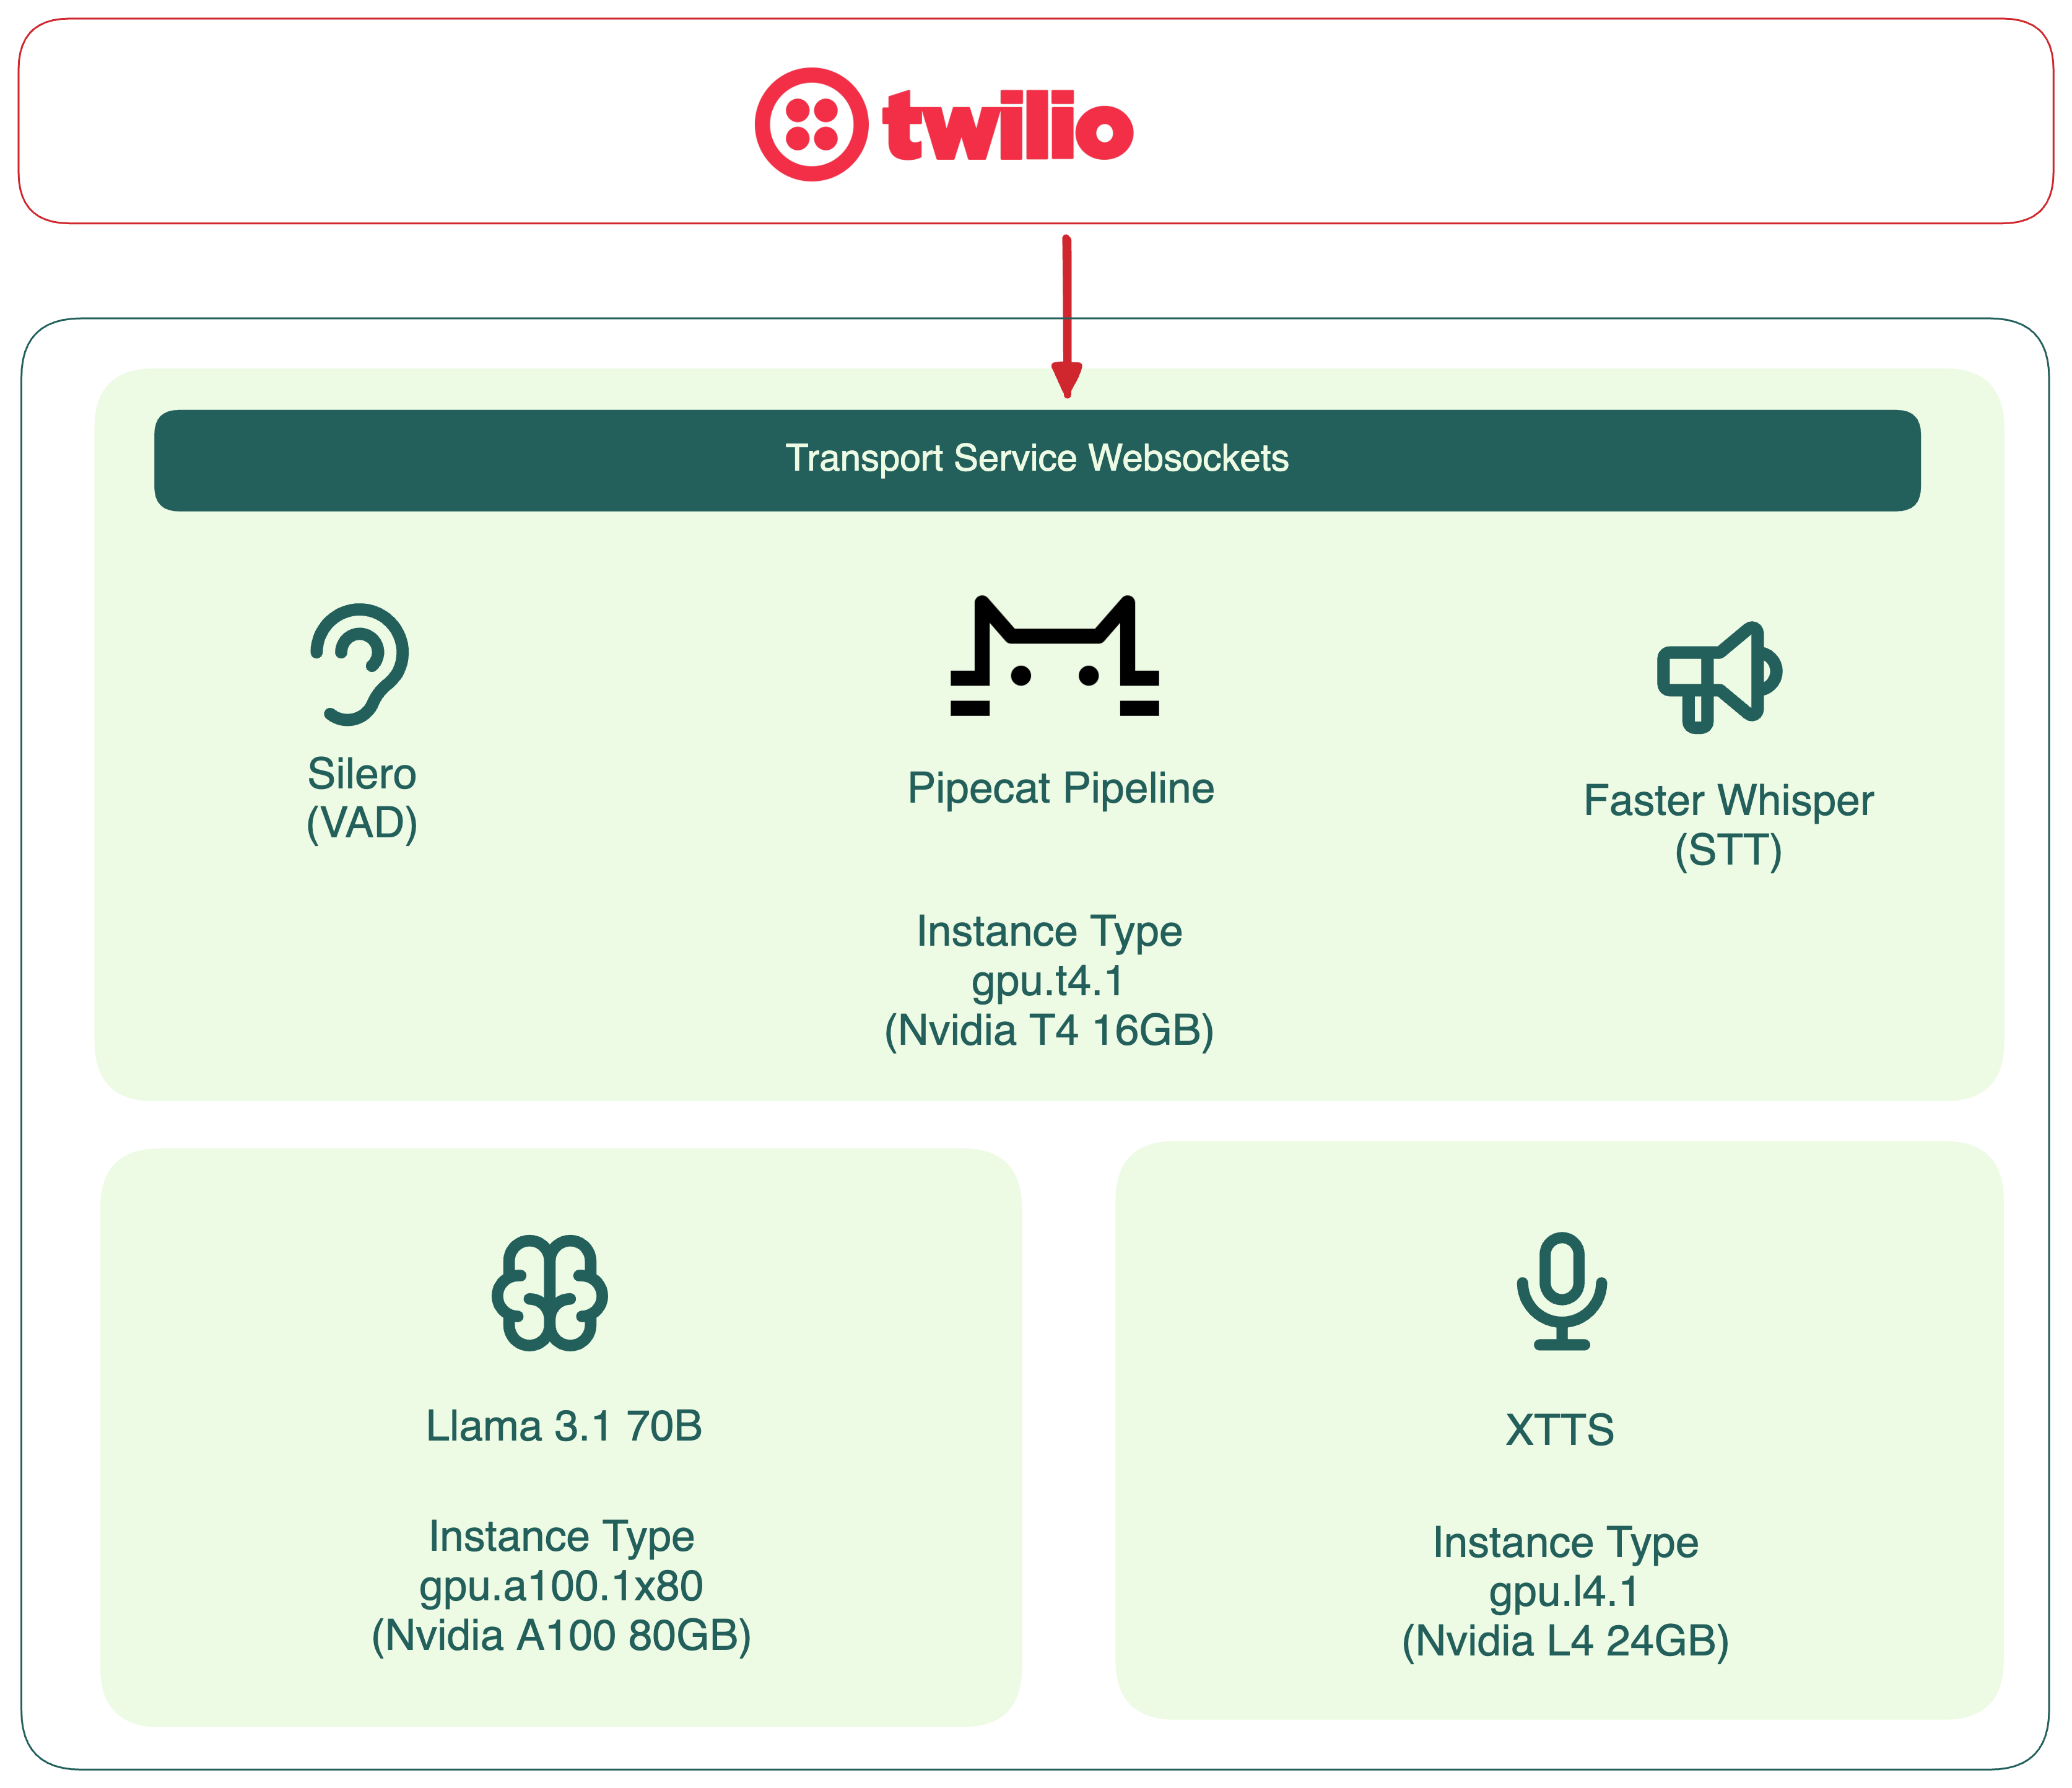 twilio
Transport Service Websockets
Silero
(VAD)
Pipecat Pipeline
Faster Whisper
(STT)
Instance Type
gpu.t4.1
(Nvidia T4 16GB)
Llama 3.1 70B
Instance Type
gpu.a100.1x80
(Nvidia A100 80GB)
XTTS
Instance Type
gpu.l4.1
(Nvidia L4 24GB)